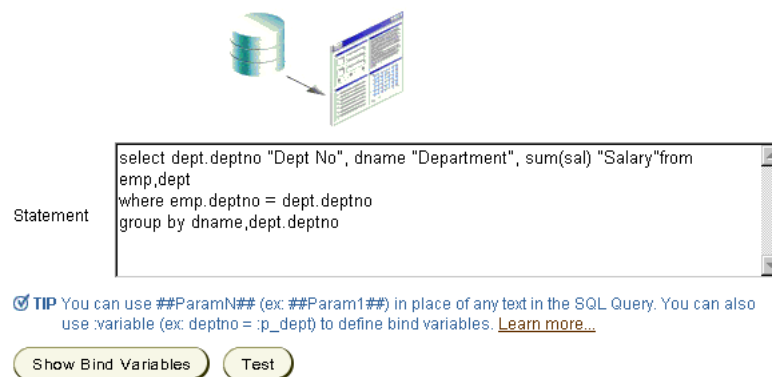 select dept.deptno "Dept No", dname "Department", sum(sal) "Salary"from
emp,dept
where emp.deptno = dept.deptno
group by dname,dept.deptno
Statement
TIP You can use ##ParamN## (ex: ##Param1##) in place of any text in the SQL Query. You can also
use :variable (ex: deptno = :p_dept) to define bind variables. Learn more...
Show Bind Variables Test